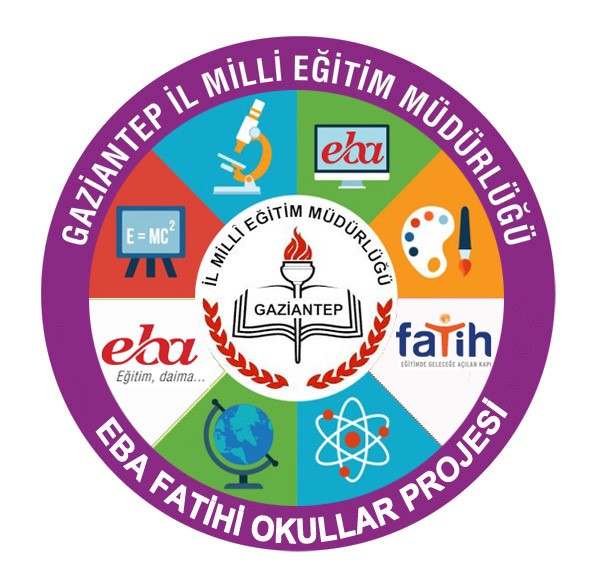 GAZİANTEP İL MİLLİ EĞİTİM MÜDÜRLÜĞÜ
eba
E = MC²
İL MİLLÎ EĞİTİM MÜDÜRLÜĞÜ
GAZİANTEP
eba
Eğitim, daima...
fatih
EĞİTİMDE GELECEĞE AÇILAN KAPI
EBA FATİHİ OKULLAR PROJESİ